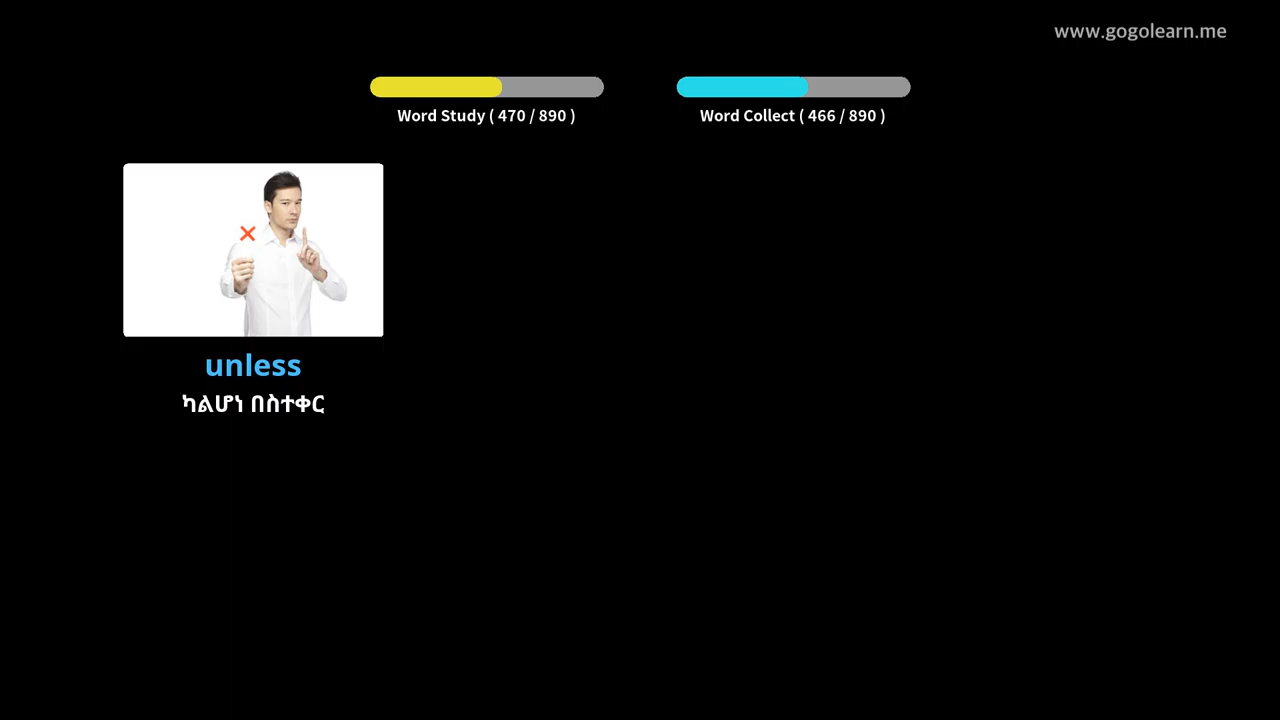 www.gogolearn.me
Word Study ( 470 / 890 )
Word Collect ( 466 / 890 )
unless
ካልሆነ በስተቀር